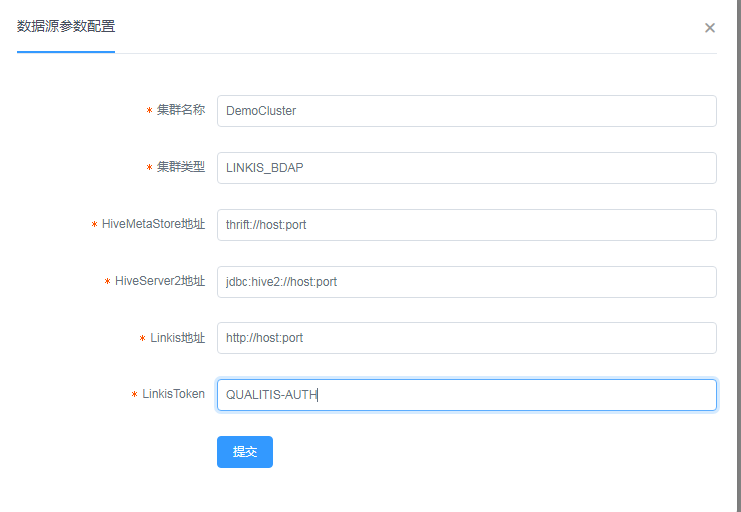 数据源参数配置
* 集群名称 DemoCluster
* 集群类型 LINKIS_BDAP
* HiveMetaStore地址 thrift://host:port
* HiveServer2地址 jdbc:hive2://host:port
* Linkis地址 http://host:port
* LinkisToken QUALITIS-AUTH
提交